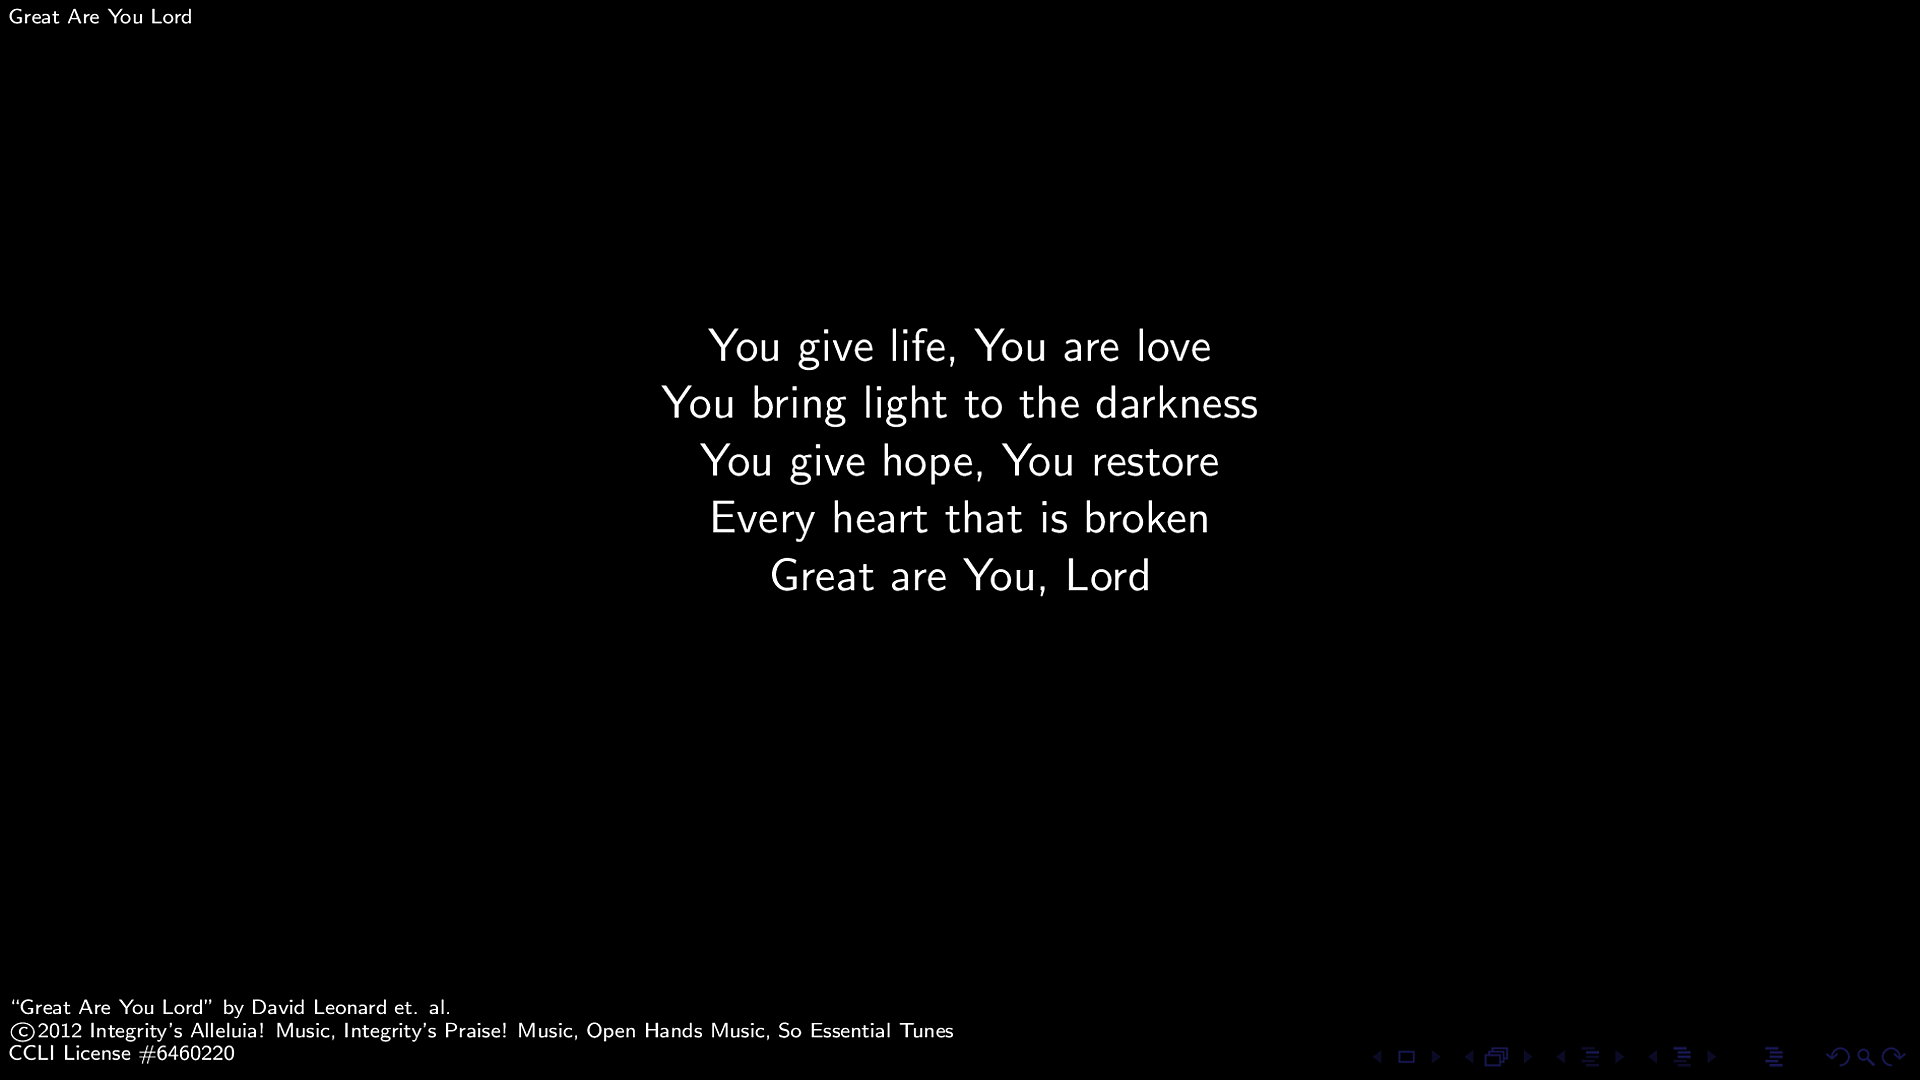 Great Are You Lord
You give life, You are love
You bring light to the darkness
You give hope, You restore
Every heart that is broken
Great are You, Lord
“Great Are You Lord” by David Leonard et. al.
©2012 Integrity’s Alleluia! Music, Integrity’s Praise! Music, Open Hands Music, So Essential Tunes
CCLI License #6460220